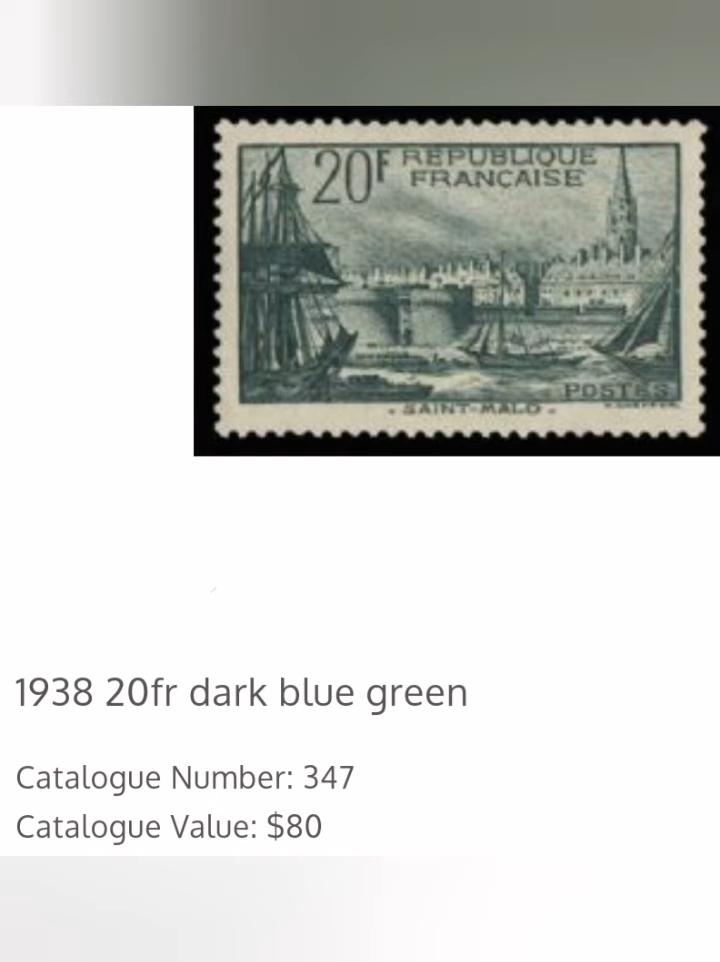 20F REPUBLIQUE
FRANÇAISE
POSTES
- SAINT-MALO -
1938 20fr dark blue green
Catalogue Number: 347
Catalogue Value: $80